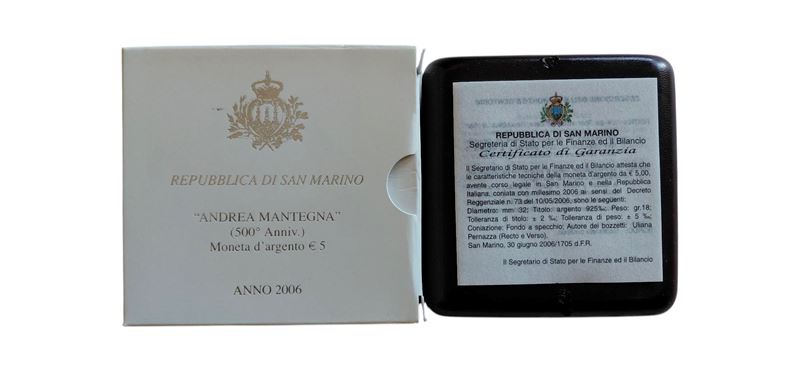 REPUBBLICA DI SAN MARINO
“ANDREA MANTEGNA”
(500° Anniv.)
Moneta d’argento € 5
ANNO 2006
REPUBBLICA DI SAN MARINO
Segreteria di Stato per le Finanze ed il Bilancio
Certificato di Garanzia
Il Segretario di Stato per le Finanze ed il Bilancio attesta che
le caratteristiche tecniche della moneta d'argento da € 5,00,
avente corso legale in San Marino e nella Repubblica
Italiana, coniata con millesimo 2006 ai sensi del Decreto
Reggenziale n. 73 del 10/05/2006, sono le seguenti:
Diametro: mm 32; Titolo: argento 925‰; Peso: gr.18;
Tolleranza di titolo: ± 2 ‰; Tolleranza di peso: ± 5 ‰;
Coniazione: Fondo a specchio; Autore dei bozzetti: Uliana
Pernazza (Recto e Verso).
San Marino, 30 giugno 2006/1705 d.F.R.
Il Segretario di Stato per le Finanze ed il Bilancio